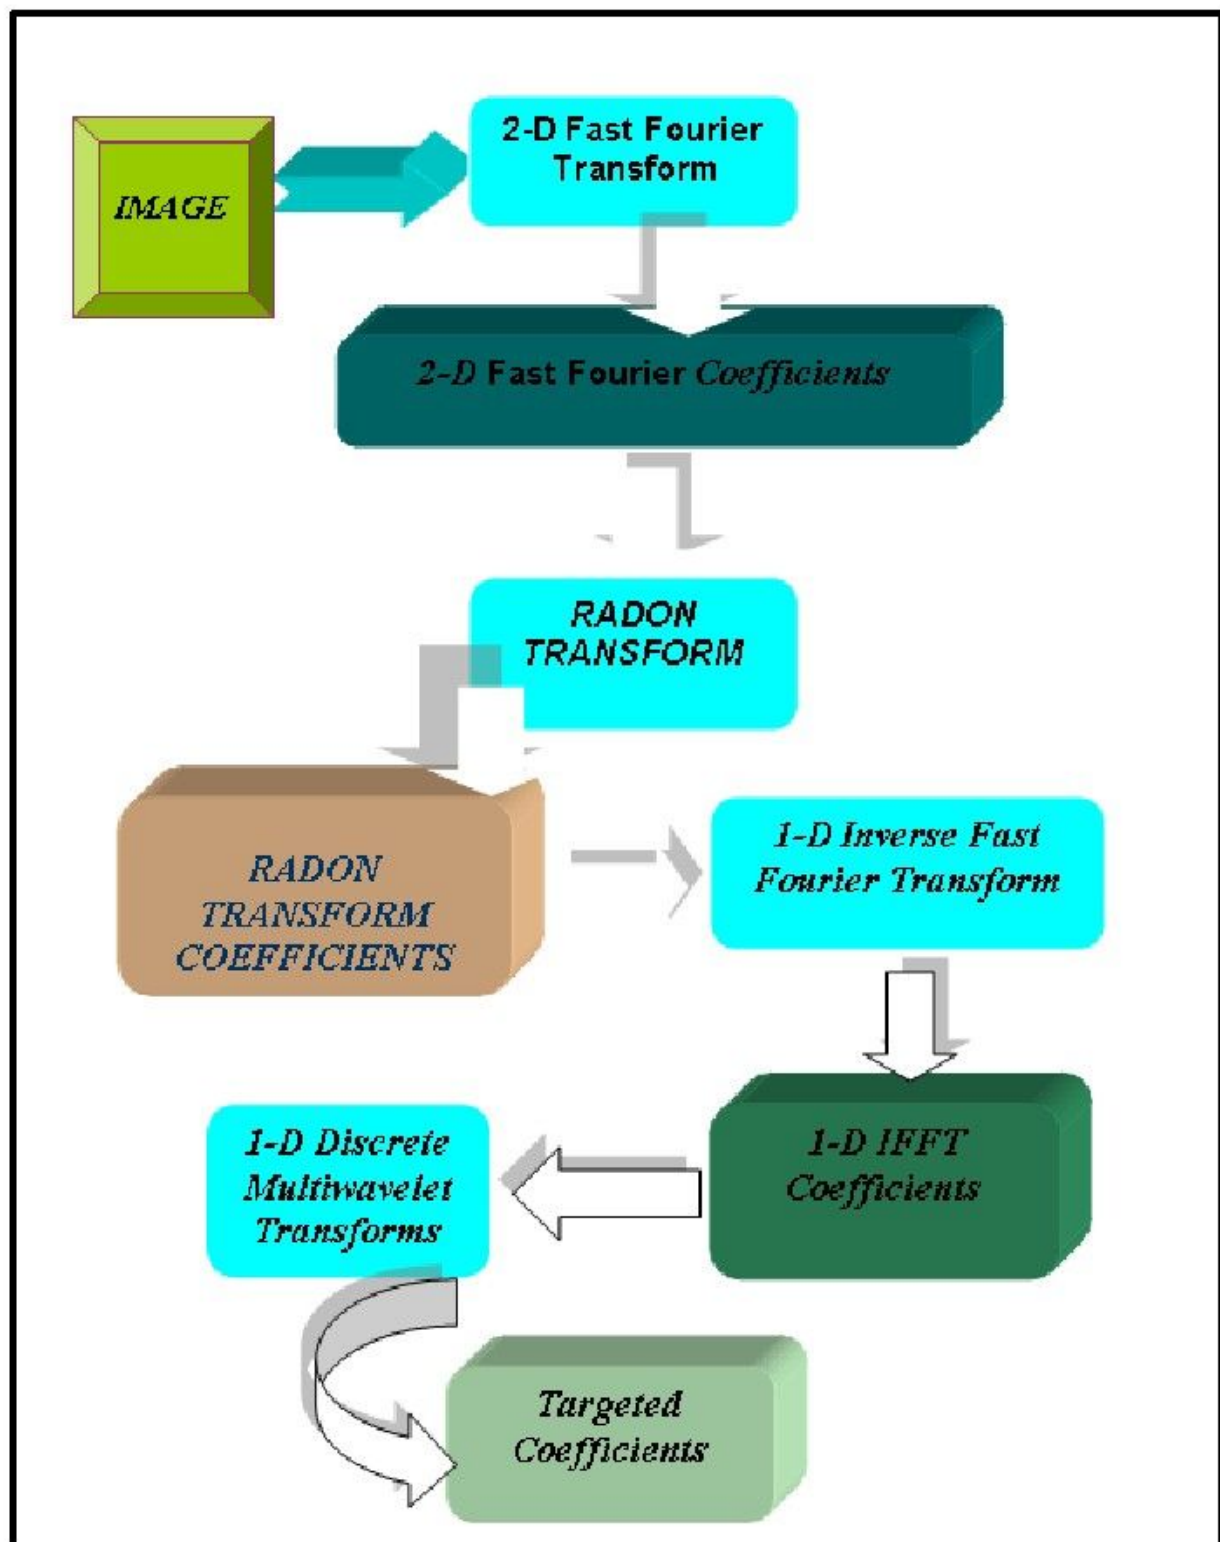 IMAGE
2-D Fast Fourier
Transform
2-D Fast Fourier Coefficients
RADON
TRANSFORM
RADON
TRANSFORM
COEFFICIENTS
1-D Inverse Fast
Fourier Transform
1-D IFFT
Coefficients
1-D Discrete
Multiwavelet
Transforms
Targeted
Coefficients